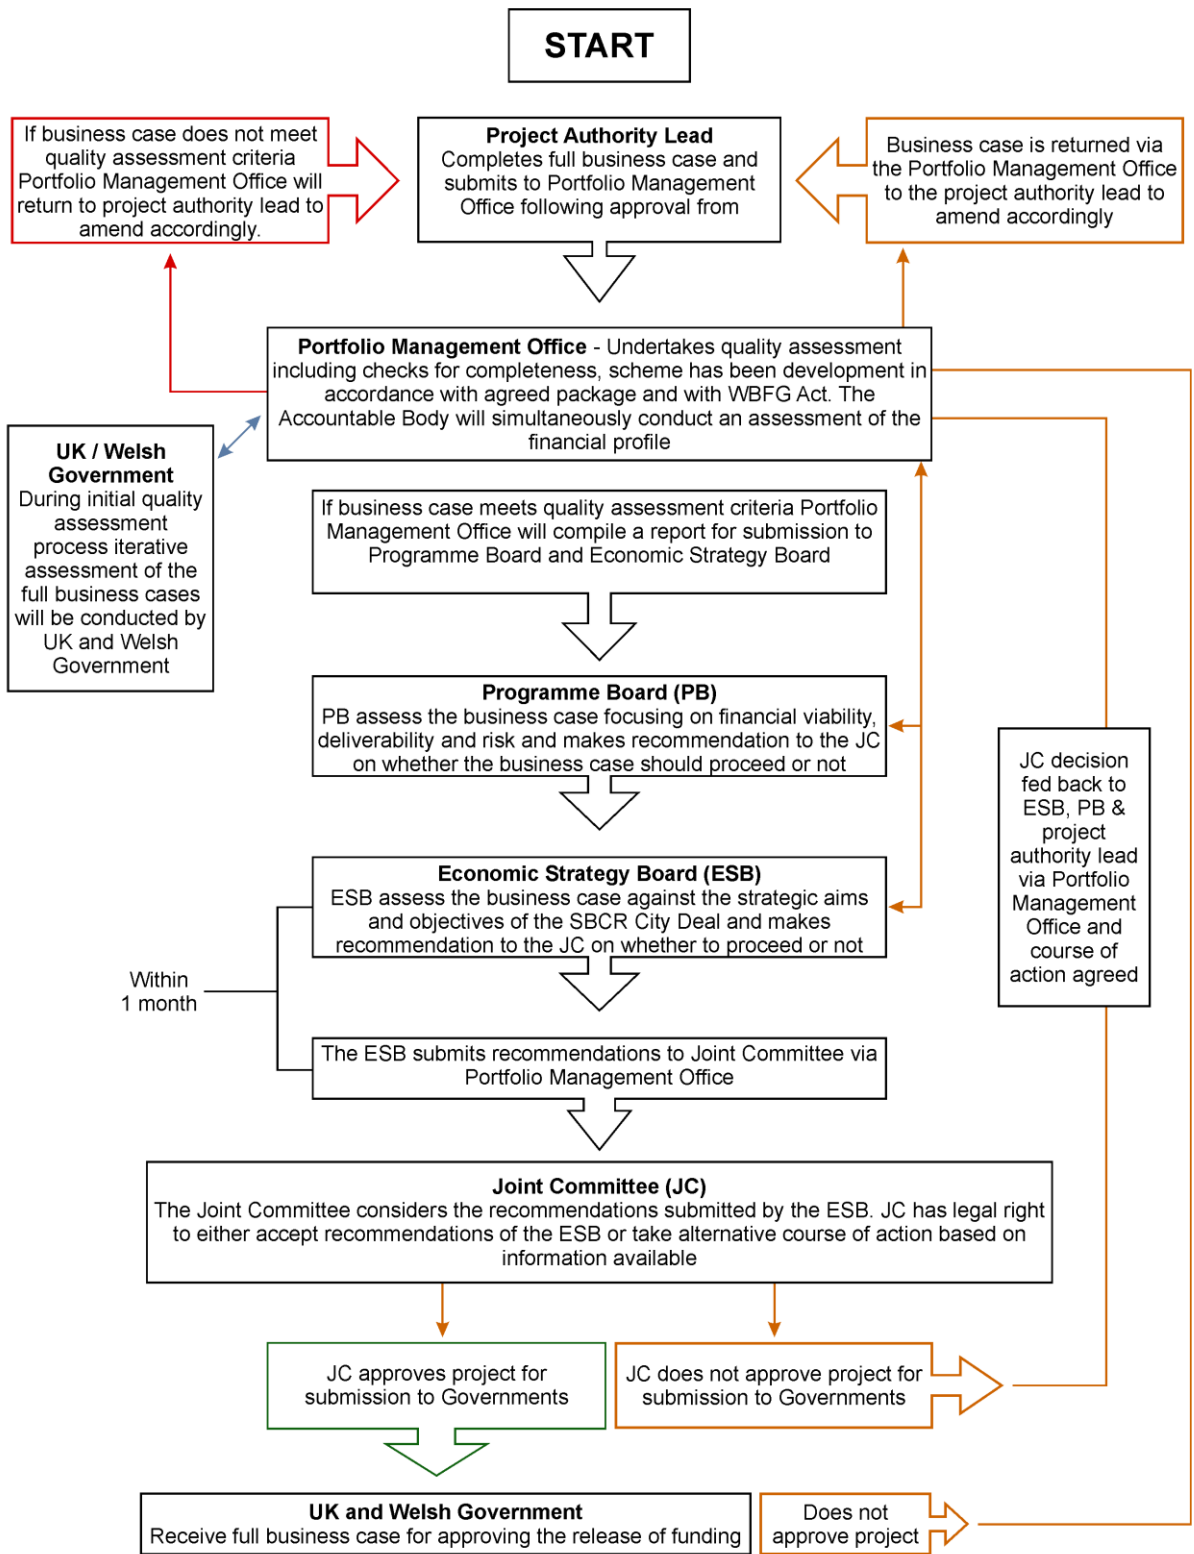 START
If business case does not meet
quality assessment criteria
Portfolio Management Office will
return to project authority lead to
amend accordingly.
Project Authority Lead
Completes full business case and
submits to Portfolio Management
Office following approval from
Business case is returned via
the Portfolio Management Office
to the project authority lead to
amend accordingly
Portfolio Management Office - Undertakes quality assessment
including checks for completeness, scheme has been development in
accordance with agreed package and with WBFG Act. The
Accountable Body will simultaneously conduct an assessment of the
financial profile
UK / Welsh
Government
During initial quality
assessment
process iterative
assessment of the
full business cases
will be conducted by
UK and Welsh
Government
If business case meets quality assessment criteria Portfolio
Management Office will compile a report for submission to
Programme Board and Economic Strategy Board
Programme Board (PB)
PB assess the business case focusing on financial viability,
deliverability and risk and makes recommendation to the JC
on whether the business case should proceed or not
JC decision
fed back to
ESB, PB &
project
authority lead
via Portfolio
Management
Office and
course of
action agreed
Economic Strategy Board (ESB)
ESB assess the business case against the strategic aims
and objectives of the SBCR City Deal and makes
recommendation to the JC on whether to proceed or not
Within
1 month
The ESB submits recommendations to Joint Committee via
Portfolio Management Office
Joint Committee (JC)
The Joint Committee considers the recommendations submitted by the ESB. JC has legal right
to either accept recommendations of the ESB or take alternative course of action based on
information available
JC approves project for
submission to Governments
JC does not approve project for
submission to Governments
UK and Welsh Government
Receive full business case for approving the release of funding
Does not
approve project